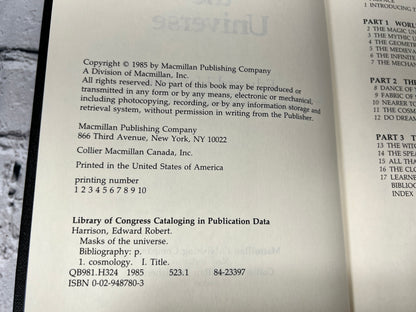 the
Universe
Copyright © 1985 by Macmillan Publishing Company
A Division of Macmillan, Inc.
All rights reserved. No part of this book may be reproduced or
transmitted in any form or by any means, electronic or mechanical,
including photocopying, recording, or by any information storage and
retrieval system, without permission in writing from the Publisher.
Macmillan Publishing Company
866 Third Avenue, New York, NY 10022
Collier Macmillan Canada, Inc.
Printed in the United States of America
printing number
1 2 3 4 5 6 7 8 9 10
Library of Congress Cataloging in Publication Data
Harrison, Edward Robert.
Masks of the universe.
Bibliography: p.
1. cosmology. I. Title.
QB981.H324 1985 523.1 84-23397
ISBN 0-02-948780-3
1 INTRODUCING
PART 1 WORL
2 THE MAGIC UNI
3 THE MYTHIC U
4 THE GEOMET
5 THE MEDIEVA
6 THE INFINITE
7 THE MECHA
PART 2 THE
8 DANCE OF
9 FABRIC OF
10 NEARER T
11 THE COSM
12 DO DREAM
PART 3 T
13 THE WITC
14 THE SPEA
15 ALL THA
16 THE CLO
17 LEARNE
BIBLIOG
INDEX